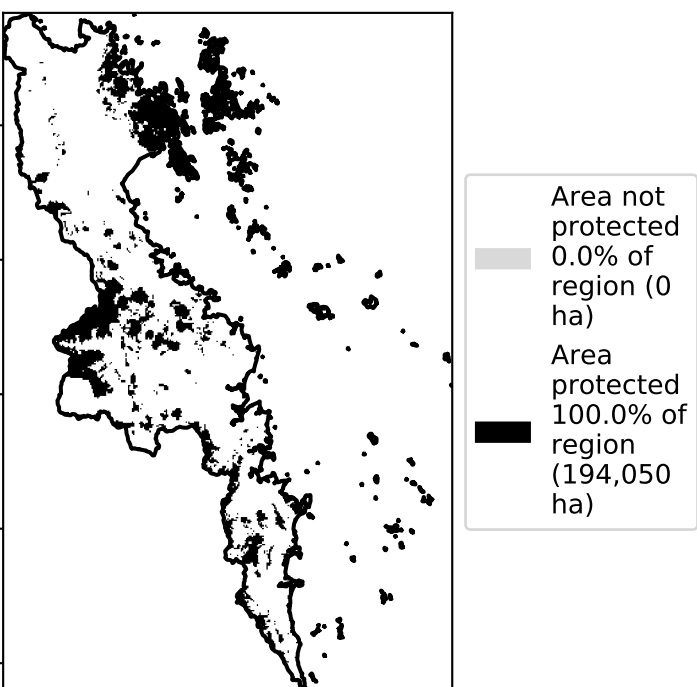 Area not
protected
0.0% of
region (0
ha)
Area
protected
100.0% of
region
(194,050
ha)